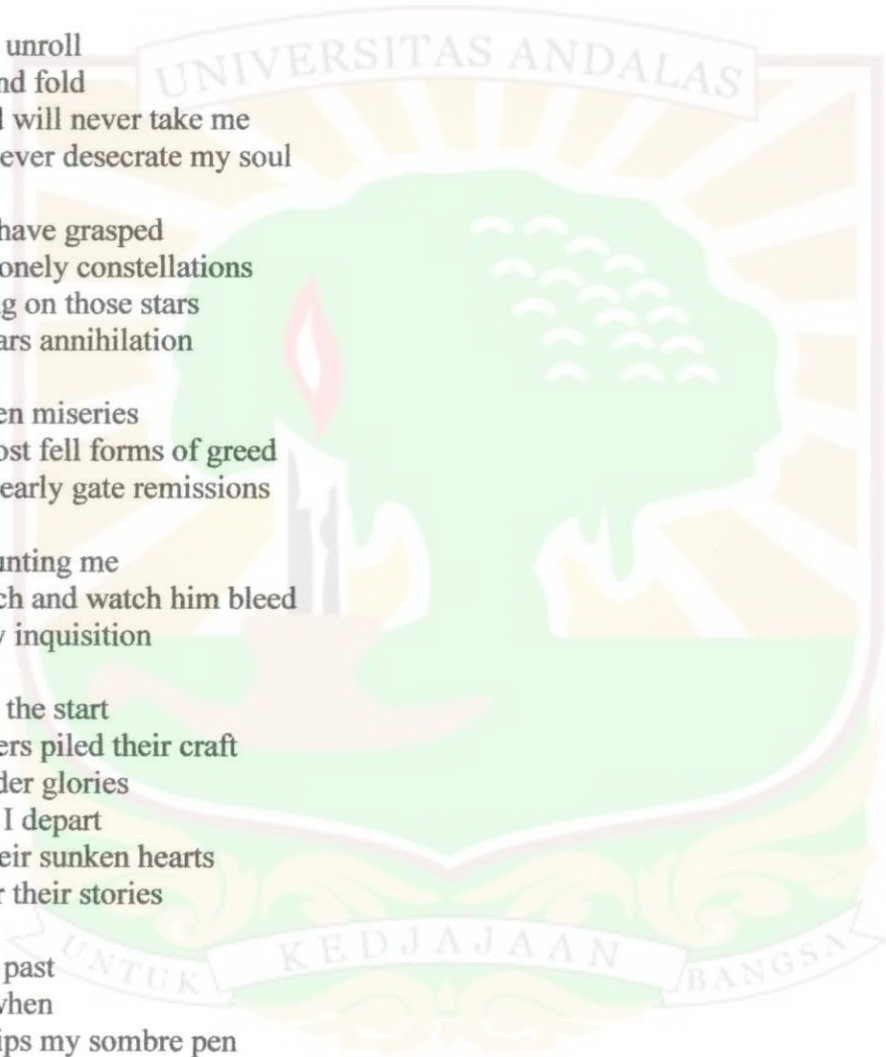 unroll
nd fold
will never take me
ever desecrate my soul
have grasped
onely constellations
g on those stars
ars annihilation
en miseries
ost fell forms of greed
early gate remissions
unting me
ch and watch him bleed
inquisition
the start
ers piled their craft
der glories
I depart
eir sunken hearts
their stories
past
when
ips my sombre pen
UNIVERSITAS ANDALAS
UNTUK KEDJAJAAN BANGSA